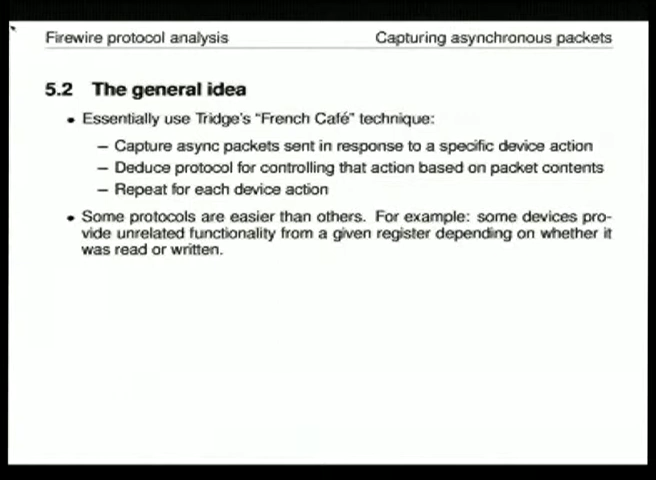 Firewire protocol analysis Capturing asynchronous packets
5.2 The general idea
• Essentially use Tridge's "French Café" technique:
– Capture async packets sent in response to a specific device action
– Deduce protocol for controlling that action based on packet contents
– Repeat for each device action
• Some protocols are easier than others. For example: some devices pro-
vide unrelated functionality from a given register depending on whether it
was read or written.